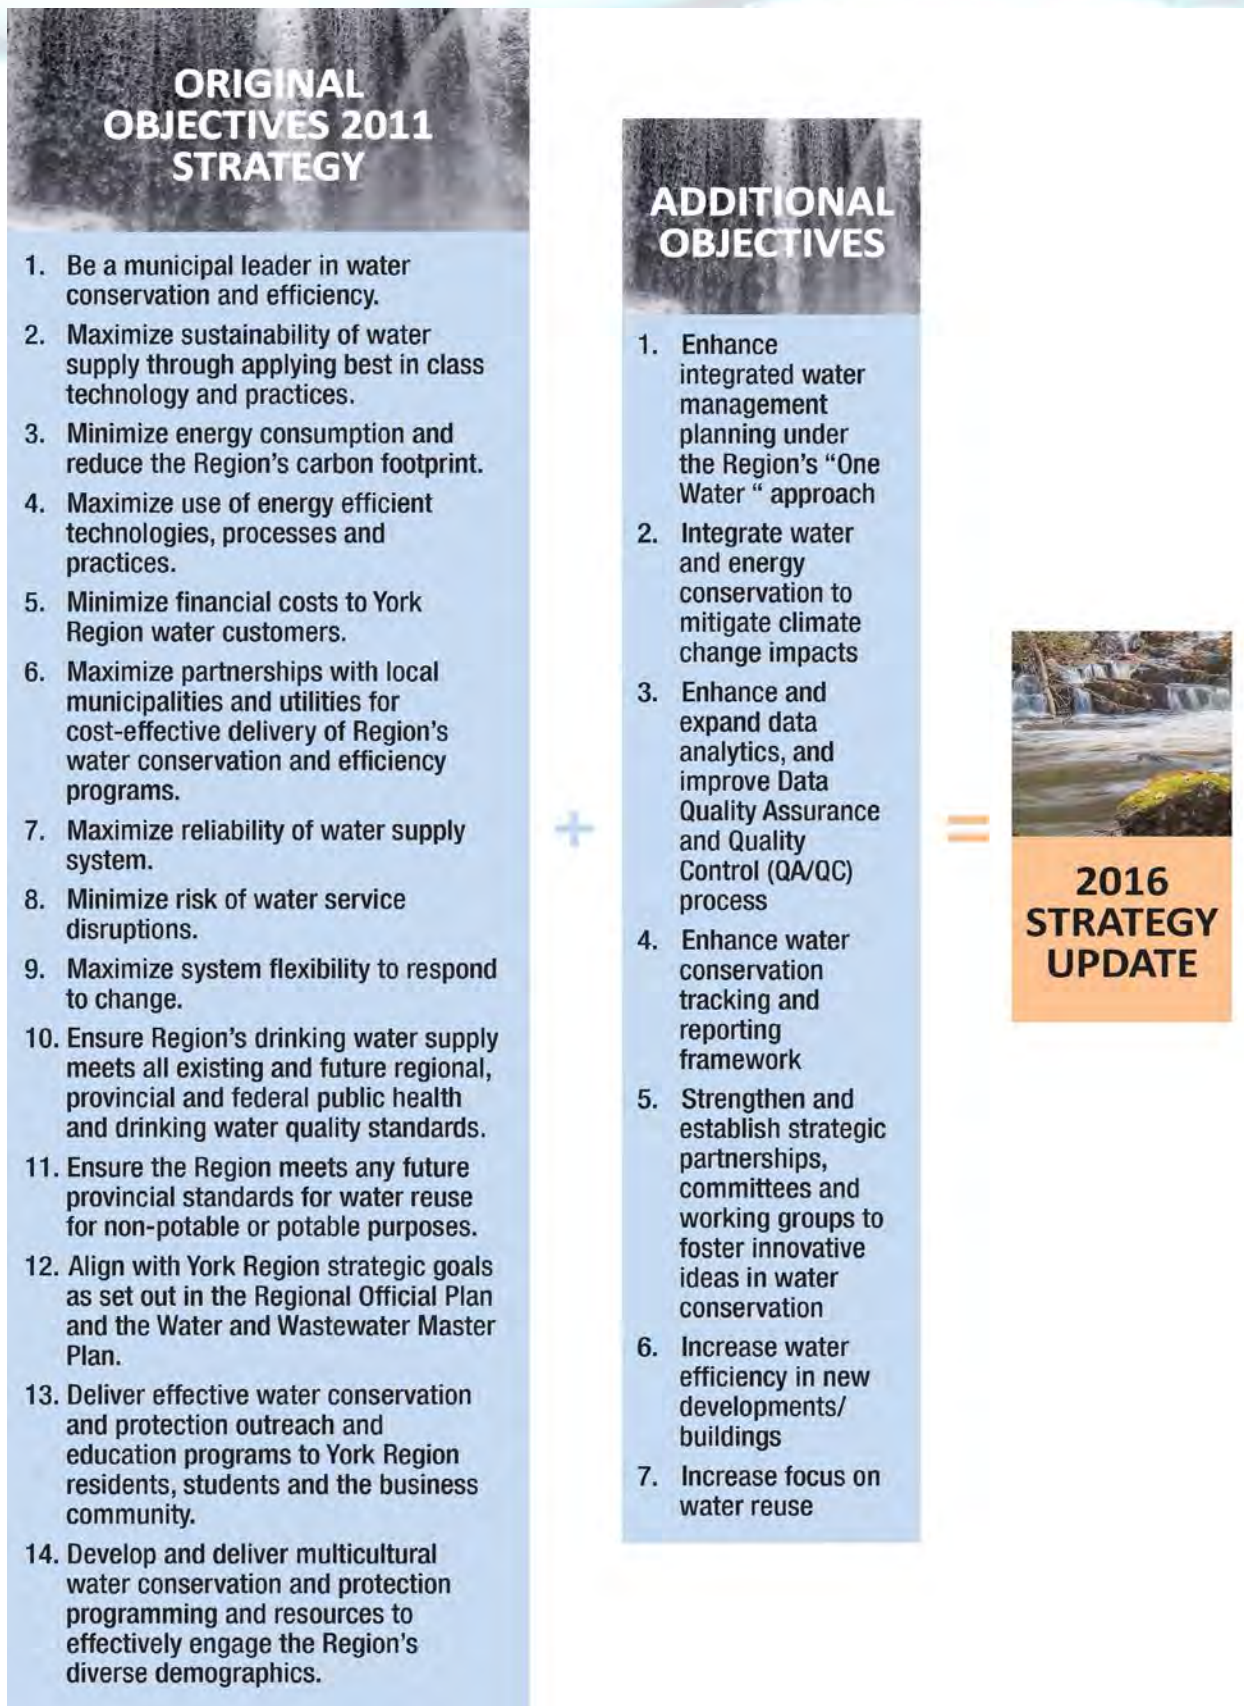 ORIGINAL
OBJECTIVES 2011
STRATEGY
1. Be a municipal leader in water
conservation and efficiency.
2. Maximize sustainability of water
supply through applying best in class
technology and practices.
3. Minimize energy consumption and
reduce the Region's carbon footprint.
4. Maximize use of energy efficient
technologies, processes and
practices.
5. Minimize financial costs to York
Region water customers.
6. Maximize partnerships with local
municipalities and utilities for
cost-effective delivery of Region's
water conservation and efficiency
programs.
7. Maximize reliability of water supply
system.
8. Minimize risk of water service
disruptions.
9. Maximize system flexibility to respond
to change.
10. Ensure Region's drinking water supply
meets all existing and future regional,
provincial and federal public health
and drinking water quality standards.
11. Ensure the Region meets any future
provincial standards for water reuse
for non-potable or potable purposes.
12. Align with York Region strategic goals
as set out in the Regional Official Plan
and the Water and Wastewater Master
Plan.
13. Deliver effective water conservation
and protection outreach and
education programs to York Region
residents, students and the business
community.
14. Develop and deliver multicultural
water conservation and protection
programming and resources to
effectively engage the Region's
diverse demographics.
+
ADDITIONAL
OBJECTIVES
1. Enhance
integrated water
management
planning under
the Region's “One
Water “ approach
2. Integrate water
and energy
conservation to
mitigate climate
change impacts
3. Enhance and
expand data
analytics, and
improve Data
Quality Assurance
and Quality
Control (QA/QC)
process
4. Enhance water
conservation
tracking and
reporting
framework
5. Strengthen and
establish strategic
partnerships,
committees and
working groups to
foster innovative
ideas in water
conservation
6. Increase water
efficiency in new
developments/
buildings
7. Increase focus on
water reuse
=
2016
STRATEGY
UPDATE